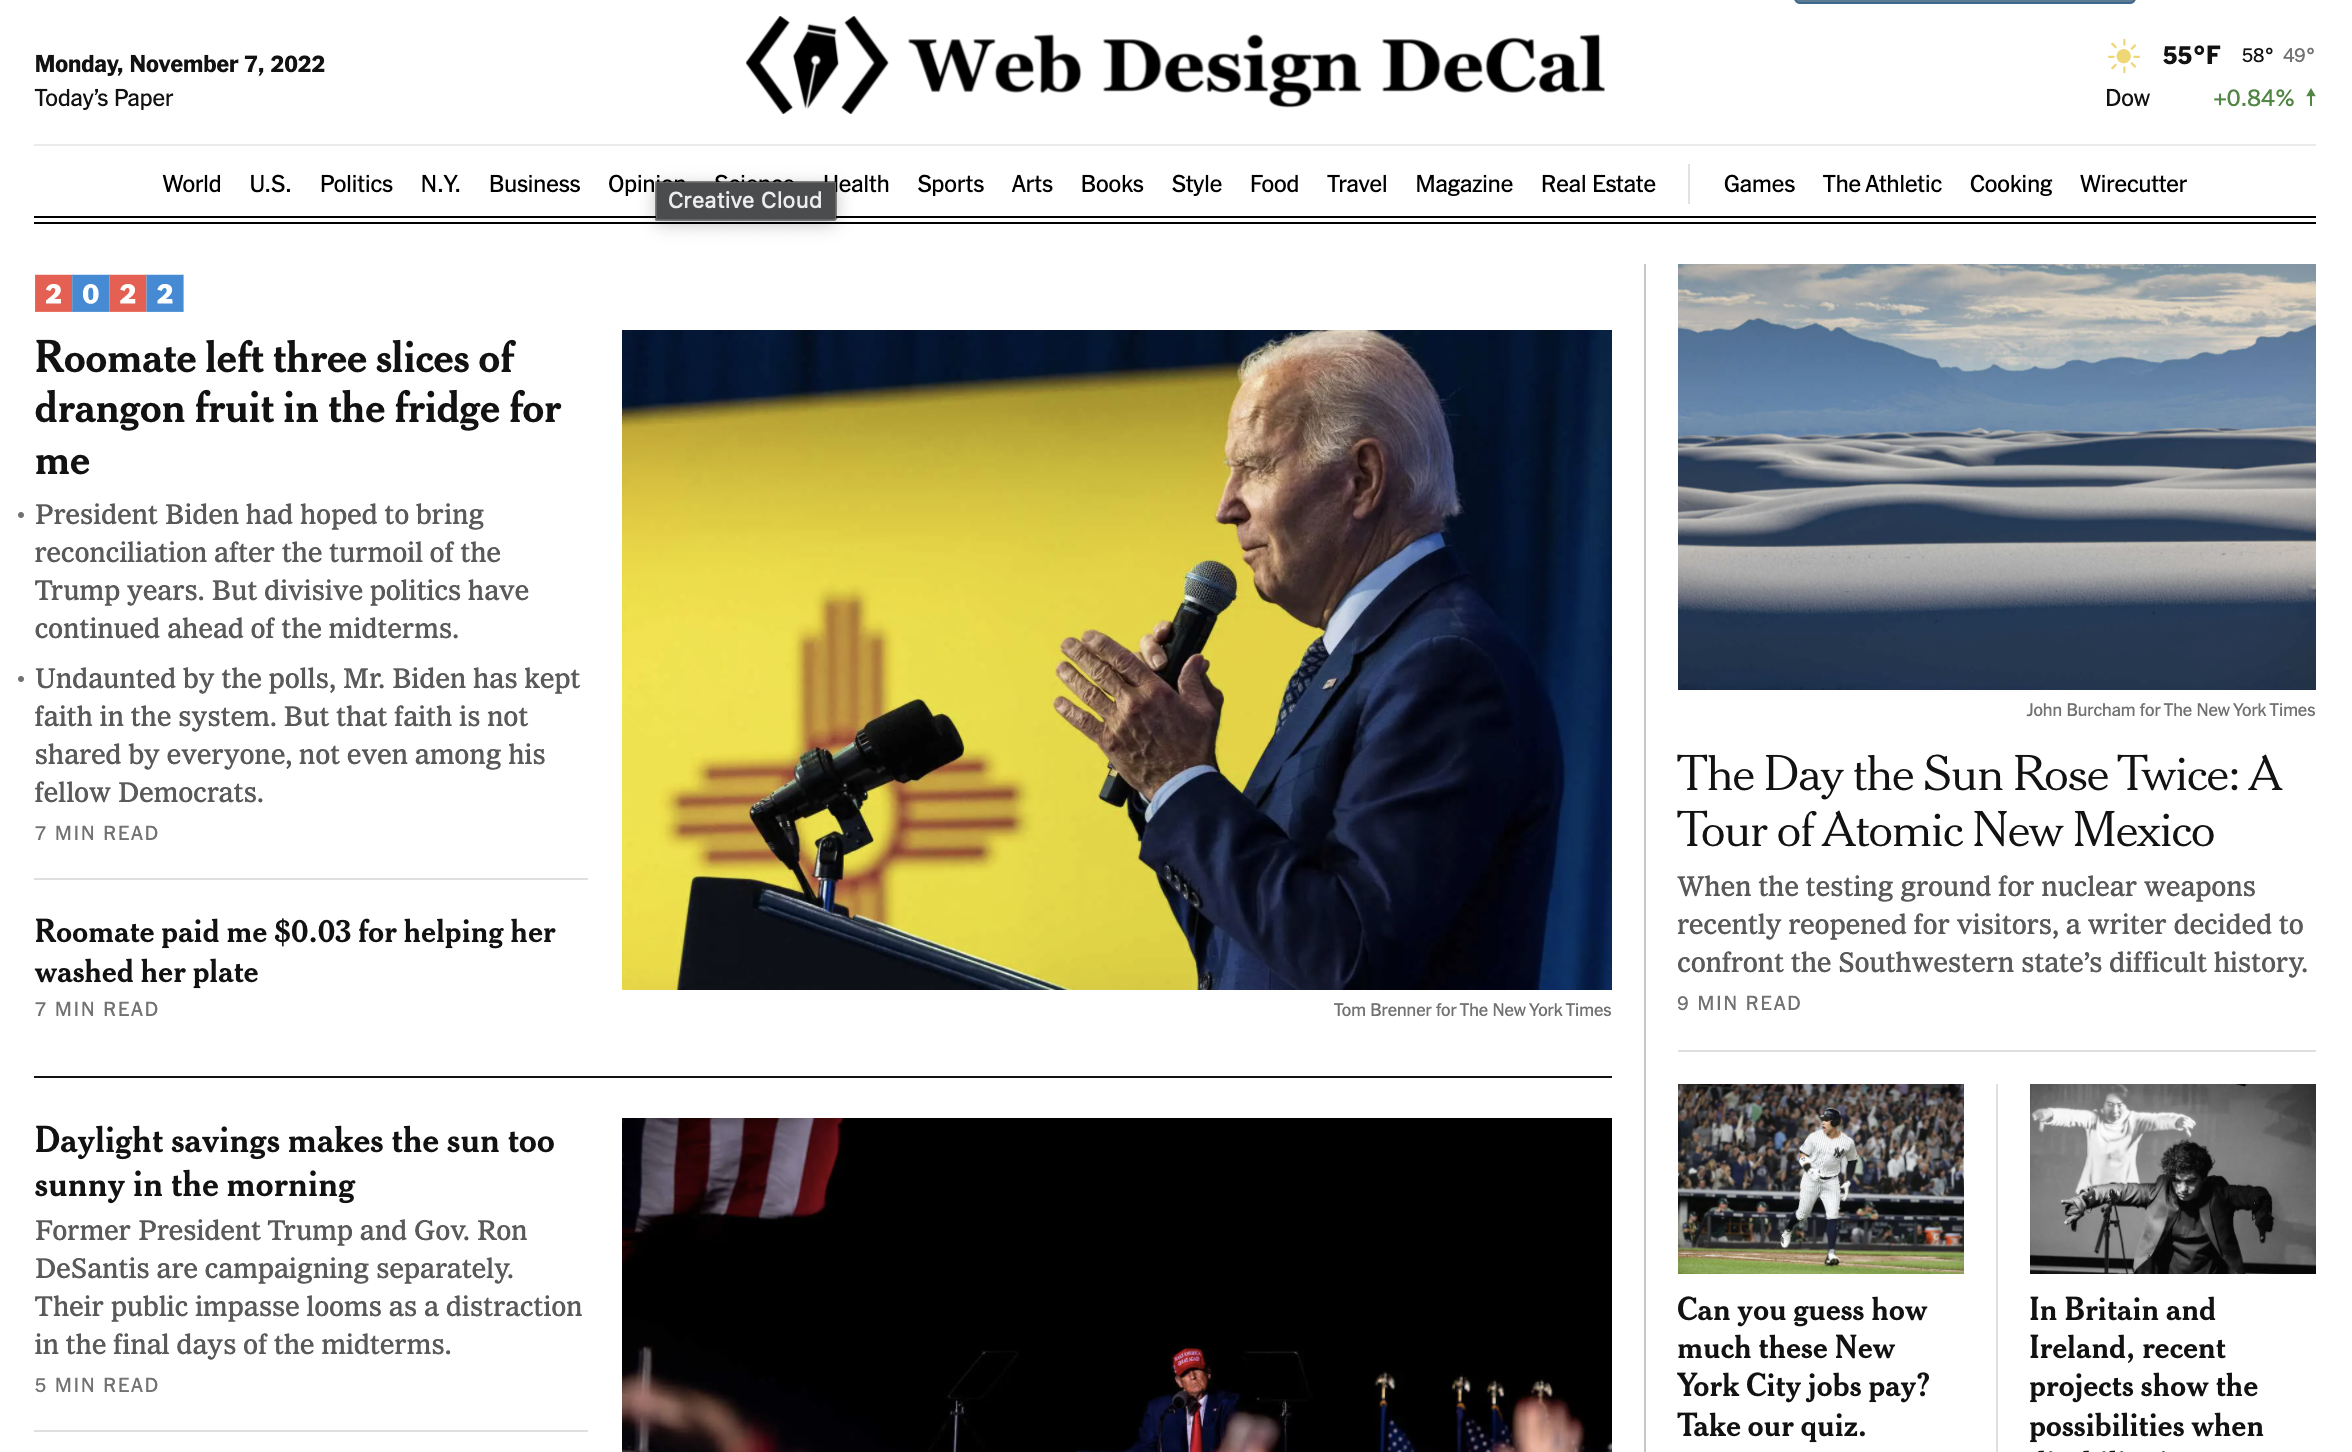 Monday, November 7, 2022
Today's Paper
Web Design DeCal
55°F 58° 49°
Dow +0.84% ↑
World U.S. Politics N.Y. Business Opinion Science Health Sports Arts Books Style Food Travel Magazine Real Estate Games The Athletic Cooking Wirecutter
Creative Cloud
2022
Roomate left three slices of
drangon fruit in the fridge for
me
• President Biden had hoped to bring
reconciliation after the turmoil of the
Trump years. But divisive politics have
continued ahead of the midterms.
• Undaunted by the polls, Mr. Biden has kept
faith in the system. But that faith is not
shared by everyone, not even among his
fellow Democrats.
7 MIN READ
Roomate paid me $0.03 for helping her
washed her plate
7 MIN READ
Tom Brenner for The New York Times
Daylight savings makes the sun too
sunny in the morning
Former President Trump and Gov. Ron
DeSantis are campaigning separately.
Their public impasse looms as a distraction
in the final days of the midterms.
5 MIN READ
John Burcham for The New York Times
The Day the Sun Rose Twice: A
Tour of Atomic New Mexico
When the testing ground for nuclear weapons
recently reopened for visitors, a writer decided to
confront the Southwestern state's difficult history.
9 MIN READ
Can you guess how
much these New
York City jobs pay?
Take our quiz.
In Britain and
Ireland, recent
projects show the
possibilities when